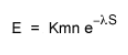 E = Kmn e^−λS